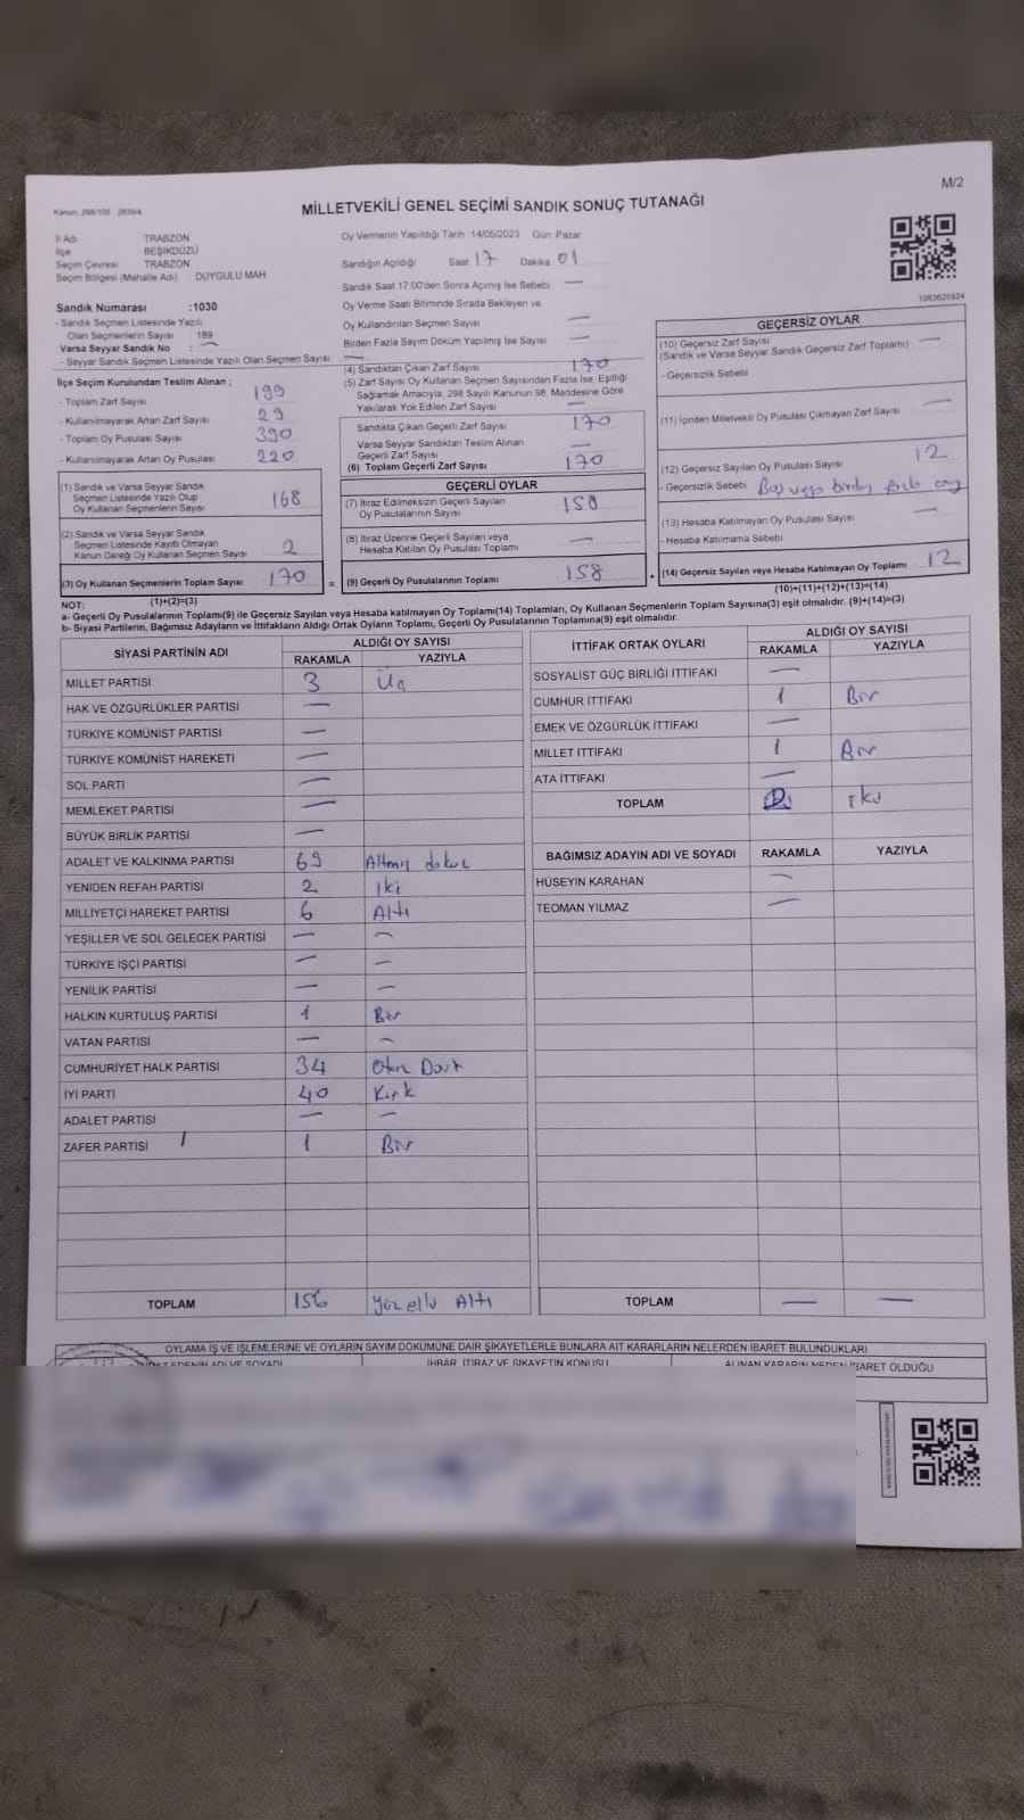 M/2
MİLLETVEKİLİ GENEL SEÇİMİ SANDIK SONUÇ TUTANAĞI
İl Adı TRABZON
İlçe BEŞİKDÜZÜ
Seçim Çevresi TRABZON
Seçim Bölgesi (Mahalle Adı) DUYGULU MAH
Sandık Numarası :1030
- Sandık Seçmen Listesinde Yazılı
Olan Seçmenlerin Sayısı 189
Varsa Seyyar Sandık No : —
- Seyyar Sandık Seçmen Listesinde Yazılı Olan Seçmen Sayısı —
İlçe Seçim Kurulundan Teslim Alınan ;
- Toplam Zarf Sayısı 199
- Kullanılmayarak Artan Zarf Sayısı 29
- Toplam Oy Pusulası Sayısı 390
- Kullanılmayarak Artan Oy Pusulası 220
(1) Sandık ve Varsa Seyyar Sandık
Seçmen Listesinde Yazılı Olup
Oy Kullanan Seçmenlerin Sayısı 168
(2) Sandık ve Varsa Seyyar Sandık
Seçmen Listesinde Kayıtlı Olmayan
Kanun Gereği Oy Kullanan Seçmen Sayısı 2
(3) Oy Kullanan Seçmenlerin Toplam Sayısı 170 =
(1)+(2)=(3)
Oy Vermenin Yapıldığı Tarih 14/05/2023 Gün Pazar
Sandığın Açıldığı Saat 17 Dakika 01
Sandık Saat 17:00'den Sonra Açılmış İse Sebebi —
Oy Verme Saati Bitiminde Sırada Bekleyen ve
Oy Kullandırılan Seçmen Sayısı —
Birden Fazla Sayım Döküm Yapılmış İse Sayısı —
(4) Sandıktan Çıkan Zarf Sayısı 170
(5) Zarf Sayısı Oy Kullanan Seçmen Sayısından Fazla İse, Eşitliği
Sağlamak Amacıyla, 298 Sayılı Kanunun 98. Maddesine Göre
Yakılarak Yok Edilen Zarf Sayısı —
Sandıkta Çıkan Geçerli Zarf Sayısı 170
Varsa Seyyar Sandıktan Teslim Alınan
Geçerli Zarf Sayısı —
(6) Toplam Geçerli Zarf Sayısı 170
GEÇERLİ OYLAR
(7) İtiraz Edilmeksizin Geçerli Sayılan
Oy Pusulalarının Sayısı 158
(8) İtiraz Üzerine Geçerli Sayılan veya
Hesaba Katılan Oy Pusulası Toplamı —
(9) Geçerli Oy Pusulalarının Toplamı 158 +
1083626924
GEÇERSİZ OYLAR
(10) Geçersiz Zarf Sayısı —
(Sandık ve Varsa Seyyar Sandık Geçersiz Zarf Toplamı)
- Geçersizlik Sebebi
(11) İçinden Milletvekili Oy Pusulası Çıkmayan Zarf Sayısı —
(12) Geçersiz Sayılan Oy Pusulası Sayısı 12
- Geçersizlik Sebebi Boş veya birden fazla oy
(13) Hesaba Katılmayan Oy Pusulası Sayısı —
- Hesaba Katılmama Sebebi
(14) Geçersiz Sayılan veya Hesaba Katılmayan Oy Toplamı 12
(10)+(11)+(12)+(13)=(14)
NOT:
a- Geçerli Oy Pusulalarının Toplamı(9) ile Geçersiz Sayılan veya Hesaba katılmayan Oy Toplamı(14) Toplamları, Oy Kullanan Seçmenlerin Toplam Sayısına(3) eşit olmalıdır. (9)+(14)=(3)
b- Siyasi Partilerin, Bağımsız Adayların ve İttifakların Aldığı Ortak Oyların Toplamı, Geçerli Oy Pusulalarının Toplamına(9) eşit olmalıdır.
SİYASİ PARTİNİN ADI ALDIĞI OY SAYISI
RAKAMLA YAZIYLA
MİLLET PARTİSİ 3 Üç
HAK VE ÖZGÜRLÜKLER PARTİSİ —
TÜRKİYE KOMÜNİST PARTİSİ —
TÜRKİYE KOMÜNİST HAREKETİ —
SOL PARTİ —
MEMLEKET PARTİSİ —
BÜYÜK BİRLİK PARTİSİ —
ADALET VE KALKINMA PARTİSİ 69 Altmış dokuz
YENİDEN REFAH PARTİSİ 2 İki
MİLLİYETÇİ HAREKET PARTİSİ 6 Altı
YEŞİLLER VE SOL GELECEK PARTİSİ — —
TÜRKİYE İŞÇİ PARTİSİ — —
YENİLİK PARTİSİ — —
HALKIN KURTULUŞ PARTİSİ 1 Bir
VATAN PARTİSİ — —
CUMHURİYET HALK PARTİSİ 34 Otuz Dört
İYİ PARTİ 40 Kırk
ADALET PARTİSİ — —
ZAFER PARTİSİ / 1 Bir
TOPLAM 156 Yüz elli Altı
İTTİFAK ORTAK OYLARI ALDIĞI OY SAYISI
RAKAMLA YAZIYLA
SOSYALİST GÜÇ BİRLİĞİ İTTİFAKI —
CUMHUR İTTİFAKI 1 Bir
EMEK VE ÖZGÜRLÜK İTTİFAKI —
MİLLET İTTİFAKI 1 Bir
ATA İTTİFAKI —
TOPLAM 2 İki
BAĞIMSIZ ADAYIN ADI VE SOYADI RAKAMLA YAZIYLA
HÜSEYİN KARAHAN —
TEOMAN YILMAZ —
TOPLAM — —
OYLAMA İŞ VE İŞLEMLERİNE VE OYLARIN SAYIM DÖKÜMÜNE DAİR ŞİKAYETLERLE BUNLARA AİT KARARLARIN NELERDEN İBARET BULUNDUKLARI
İHBAR, İTİRAZ VE ŞİKAYETİN KONUSU ALINAN KARARIN NEDEN İBARET OLDUĞU